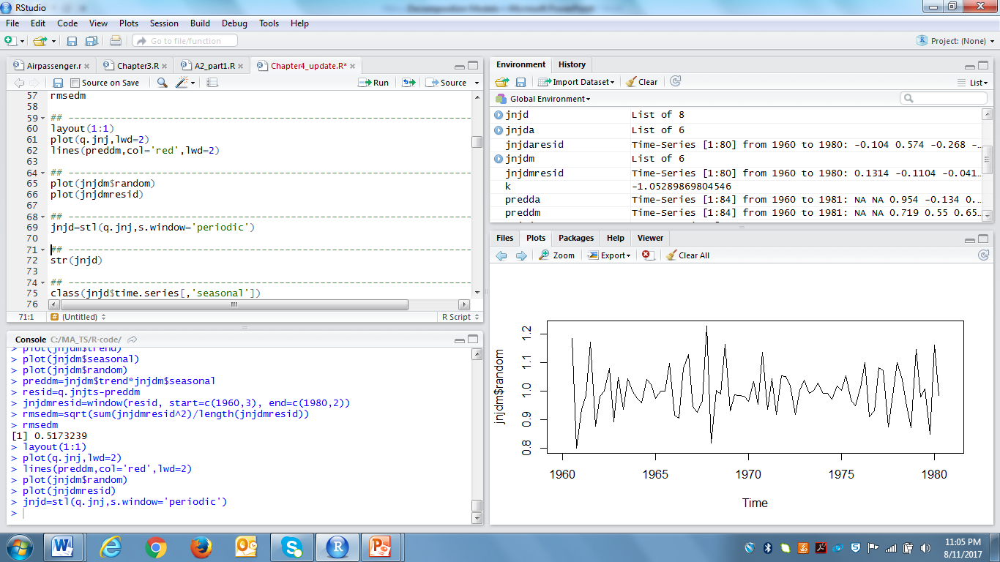 RStudio
File Edit Code View Plots Session Build Debug Tools Help
Go to file/function
Project: (None)
Airpassenger.r
Chapter3.R
A2_part1.R
Chapter4_update.R*
Source on Save
Run
Source
57 rmsedm
58
59 ## ----------------------------------------------------------------------
60 layout(1:1)
61 plot(q.jnj,lwd=2)
62 lines(preddm,col='red',lwd=2)
63
64 ## ----------------------------------------------------------------------
65 plot(jnjdm$random)
66 plot(jnjdmresid)
67
68 ## ----------------------------------------------------------------------
69 jnjd=stl(q.jnj,s.window='periodic')
70
71 ## ----------------------------------------------------------------------
72 str(jnjd)
73
74 ## ----------------------------------------------------------------------
75 class(jnjd$time.series[,'seasonal'])
76
71:1 # (Untitled) R Script
Console C:/MA_TS/R-code/
> plot(jnjdm$trend)
> plot(jnjdm$seasonal)
> plot(jnjdm$random)
> preddm=jnjdm$trend*jnjdm$seasonal
> resid=q.jnjts-preddm
> jnjdmresid=window(resid, start=c(1960,3), end=c(1980,2))
> rmsedm=sqrt(sum(jnjdmresid^2)/length(jnjdmresid))
> rmsedm
[1] 0.5173239
> layout(1:1)
> plot(q.jnj,lwd=2)
> lines(preddm,col='red',lwd=2)
> plot(jnjdm$random)
> plot(jnjdmresid)
> jnjd=stl(q.jnj,s.window='periodic')
>
Environment History
Import Dataset Clear List
Global Environment
jnjd List of 8
jnjda List of 6
jnjdaresid Time-Series [1:80] from 1960 to 1980: -0.104 0.574 -0.268 -…
jnjdm List of 6
jnjdmresid Time-Series [1:80] from 1960 to 1980: 0.1314 -0.1104 -0.041…
k -1.05289869804546
predda Time-Series [1:84] from 1960 to 1981: NA NA 0.954 -0.134 0.…
preddm Time-Series [1:84] from 1960 to 1981: NA NA 0.719 0.55 0.65…
Files Plots Packages Help Viewer
Zoom Export Clear All
jnjdm$random
1.2
1.1
1.0
0.9
0.8
1960 1965 1970 1975 1980
Time
11:05 PM
8/11/2017